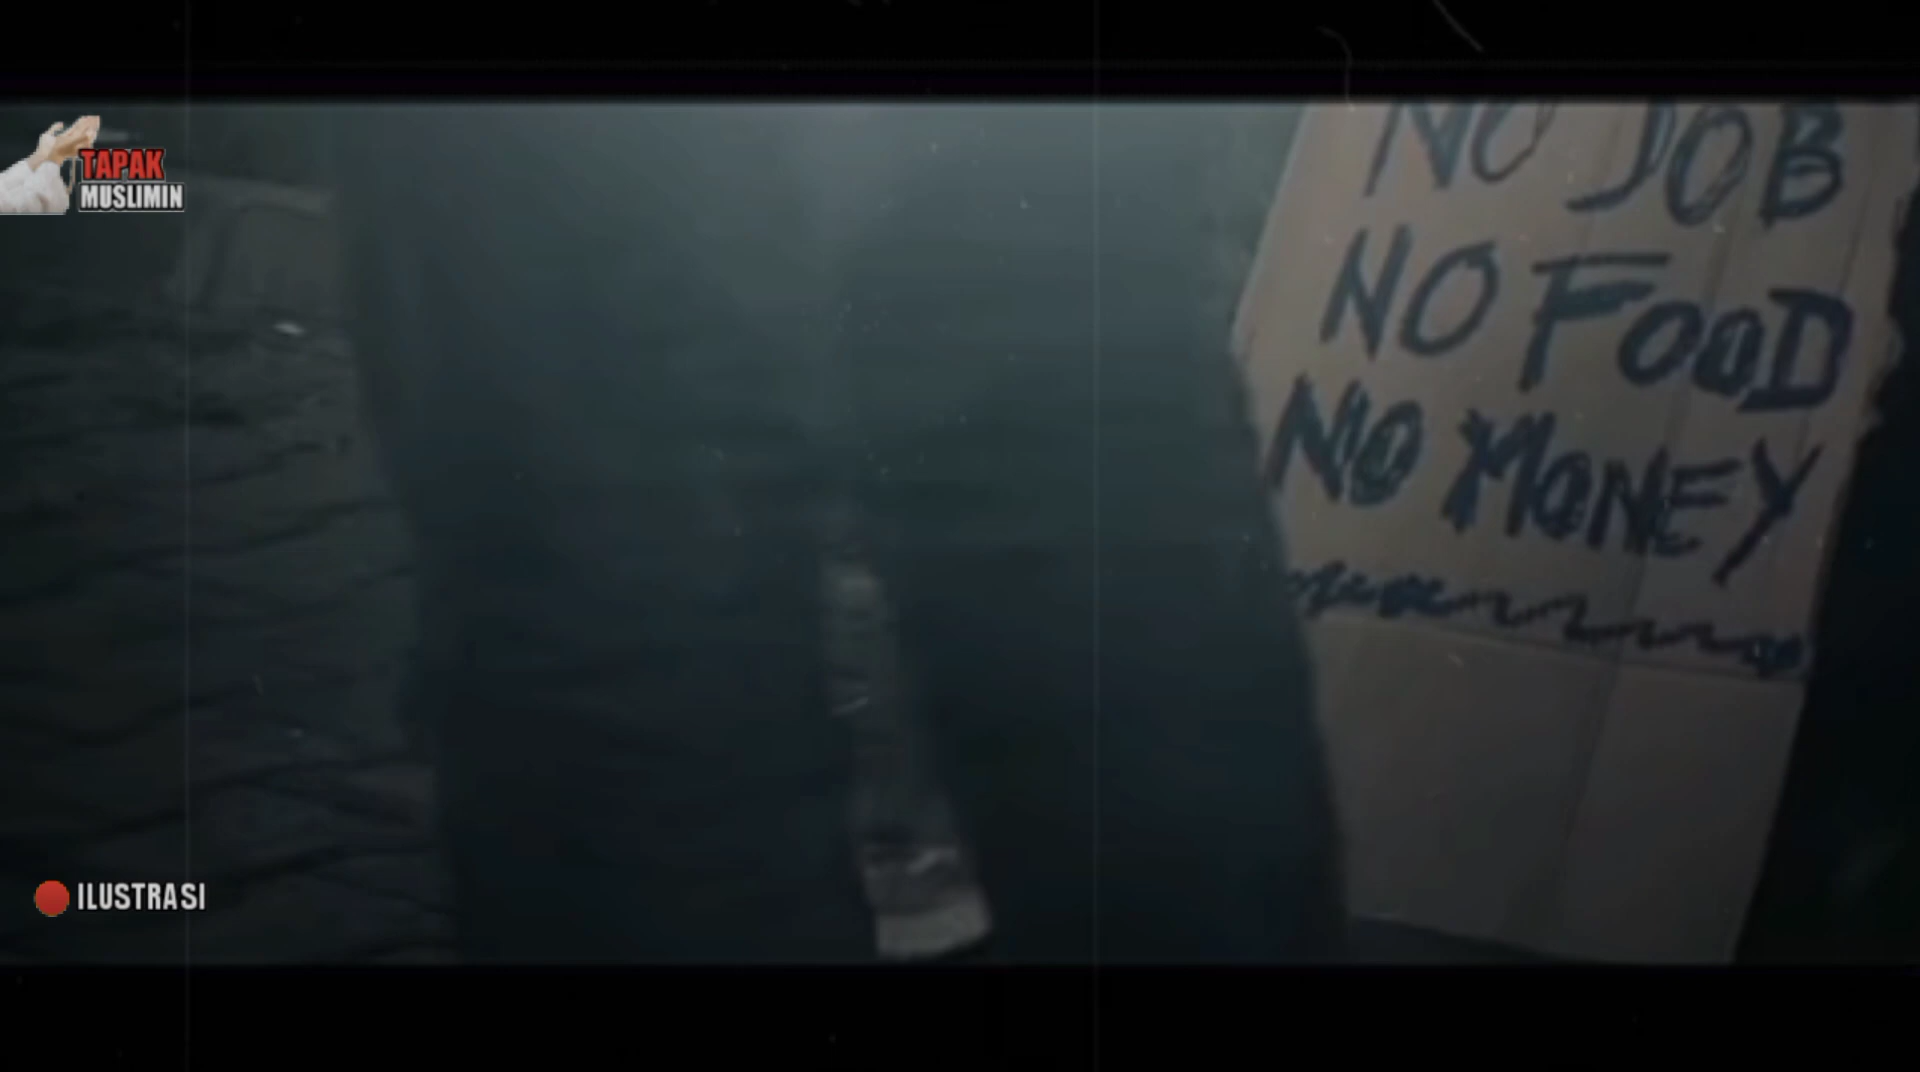 TAPAK
MUSLIMIN
NO JOB
NO FOOD
NO MONEY
ILUSTRASI